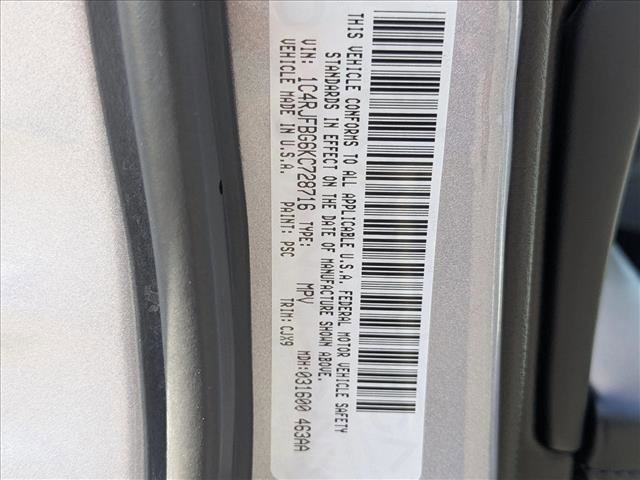 THIS VEHICLE CONFORMS TO ALL APPLICABLE U.S.A. FEDERAL MOTOR VEHICLE SAFETY
STANDARDS IN EFFECT ON THE DATE OF MANUFACTURE SHOWN ABOVE.
VIN: 1C4RJFBG6KC728716 TYPE: MPV MDH:031600 463AA
VEHICLE MADE IN U.S.A. PAINT: PSC TRIM: CJX9